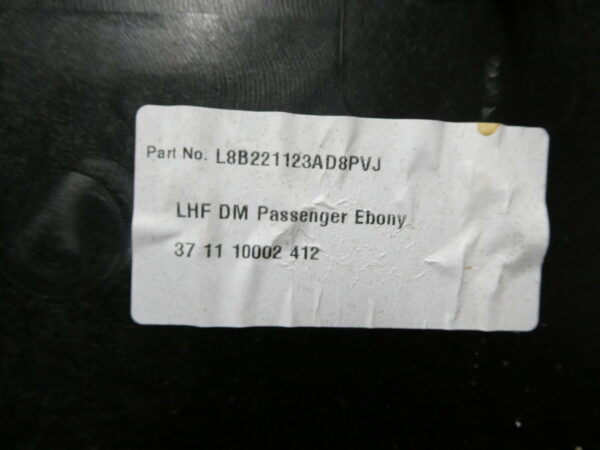 Part No. L8B221123AD8PVJ
LHF DM Passenger Ebony
37 11 10002 412